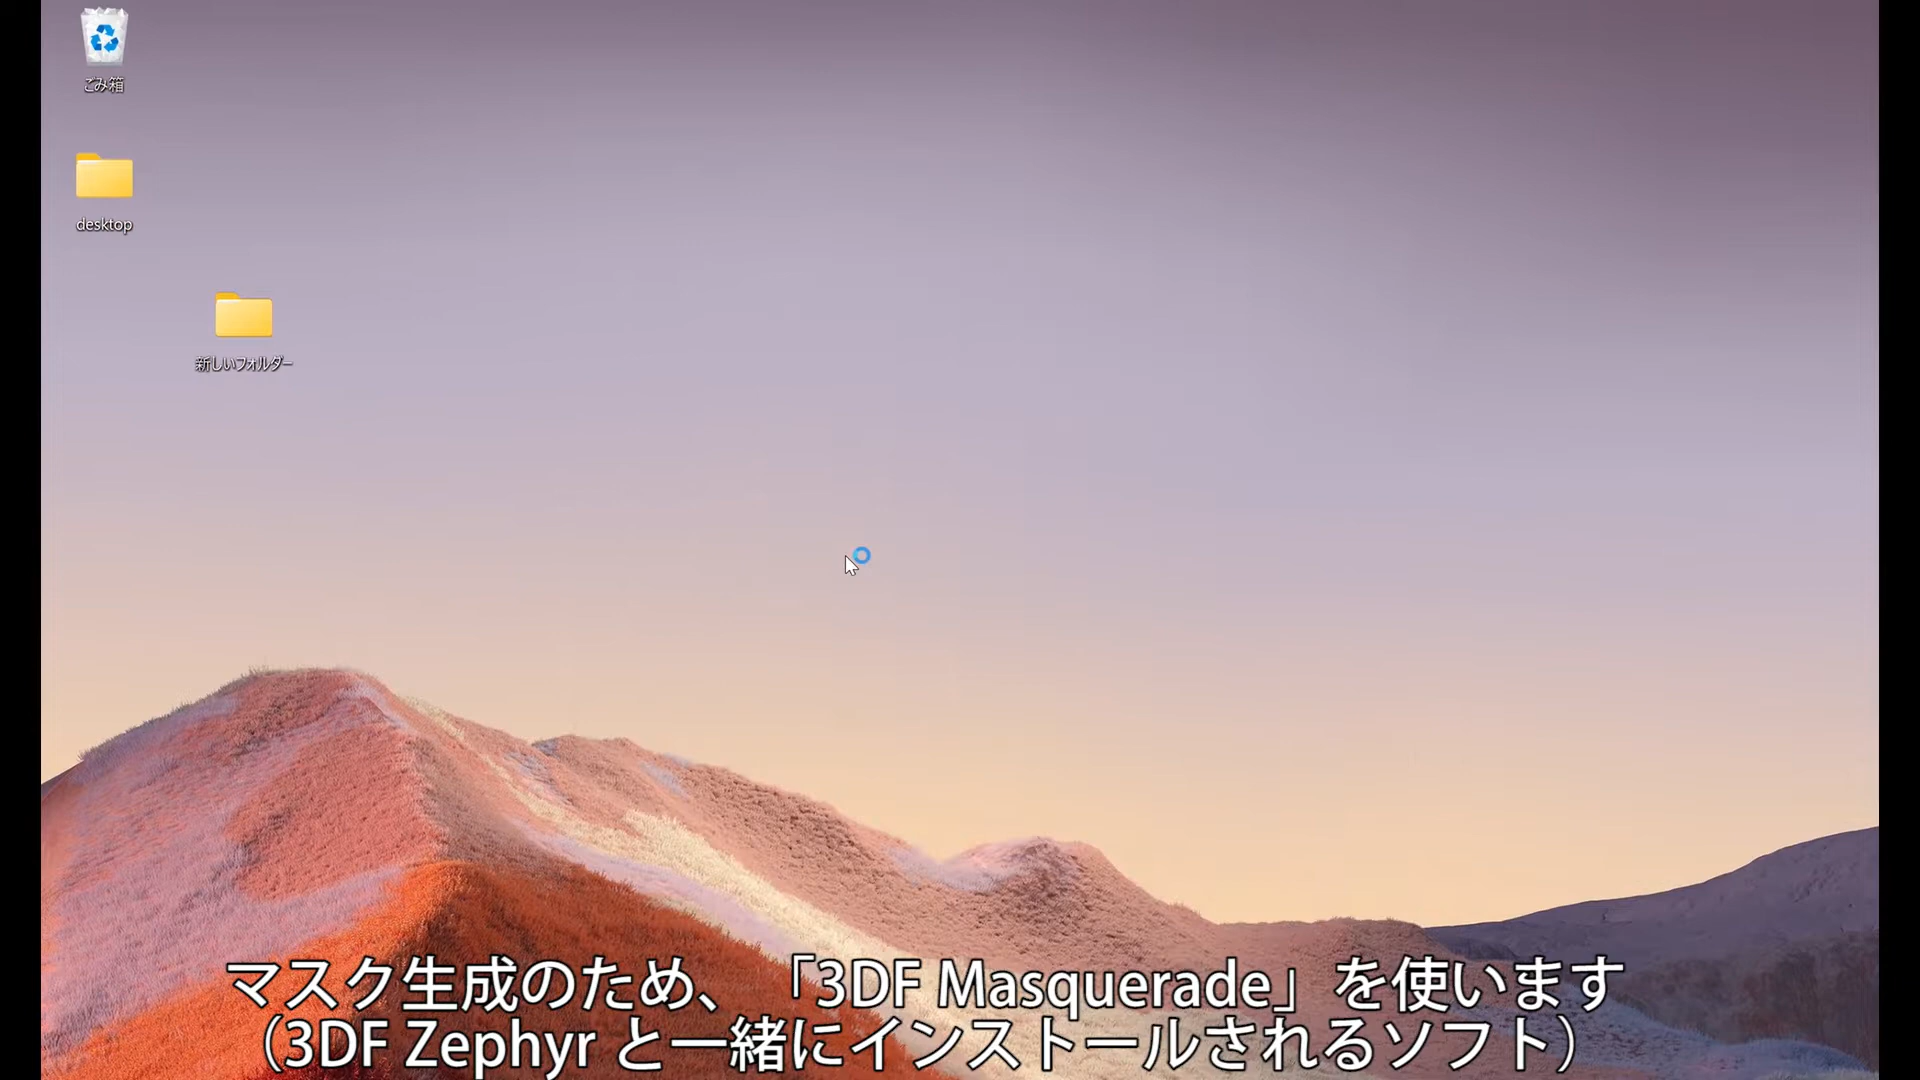 ごみ箱
desktop
新しいフォルダー
マスク生成のため、「3DF Masquerade」を使います
（3DF Zephyr と一緒にインストールされるソフト）